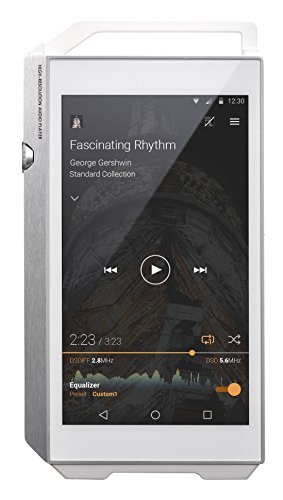 12:30
HIGH-RESOLUTION AUDIO PLAYER
Fascinating Rhythm
George Gershwin
Standard Collection
2:23 / 3:23
DSDIFF 2.8MHz
DSD 5.6MHz
Equalizer
Preset : Custom1